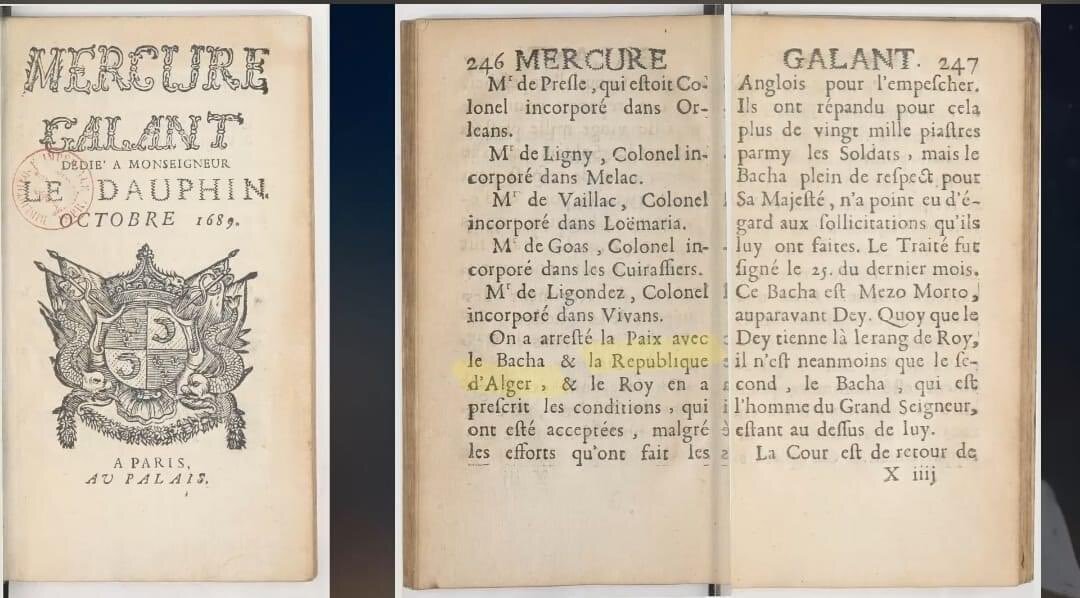 MERCURE
GALANT
DEDIE' A MONSEIGNEUR
LE DAUPHIN.
OCTOBRE 1689.
A PARIS,
AU PALAIS.
246 MERCURE
Mr de Presle, qui estoit Co-
lonel incorporé dans Or-
leans.
Mr de Ligny, Colonel in-
corporé dans Melac.
Mr de Vaillac, Colonel
incorporé dans Loëmaria.
Mr de Goas, Colonel in-
corporé dans les Cuirassiers.
Mr de Ligondez, Colonel
incorporé dans Vivans.
On a arresté la Paix avec
le Bacha & la Republique
d'Alger, & le Roy en a
prescrit les conditions, qui
ont esté acceptées, malgré
les efforts qu'ont fait les
GALANT. 247
Anglois pour l'empescher.
Ils ont répandu pour cela
plus de vingt mille piastres
parmy les Soldats, mais le
Bacha plein de respect pour
Sa Majesté, n'a point eu d'é-
gard aux sollicitations qu'ils
luy ont faites. Le Traité fut
signé le 25. du dernier mois.
Ce Bacha est Mezo Morto,
auparavant Dey. Quoy que le
Dey tienne là le rang de Roy,
il n'est neanmoins que le se-
cond, le Bacha, qui est
l'homme du Grand Seigneur,
estant au dessus de luy.
La Cour est de retour de
X iiij